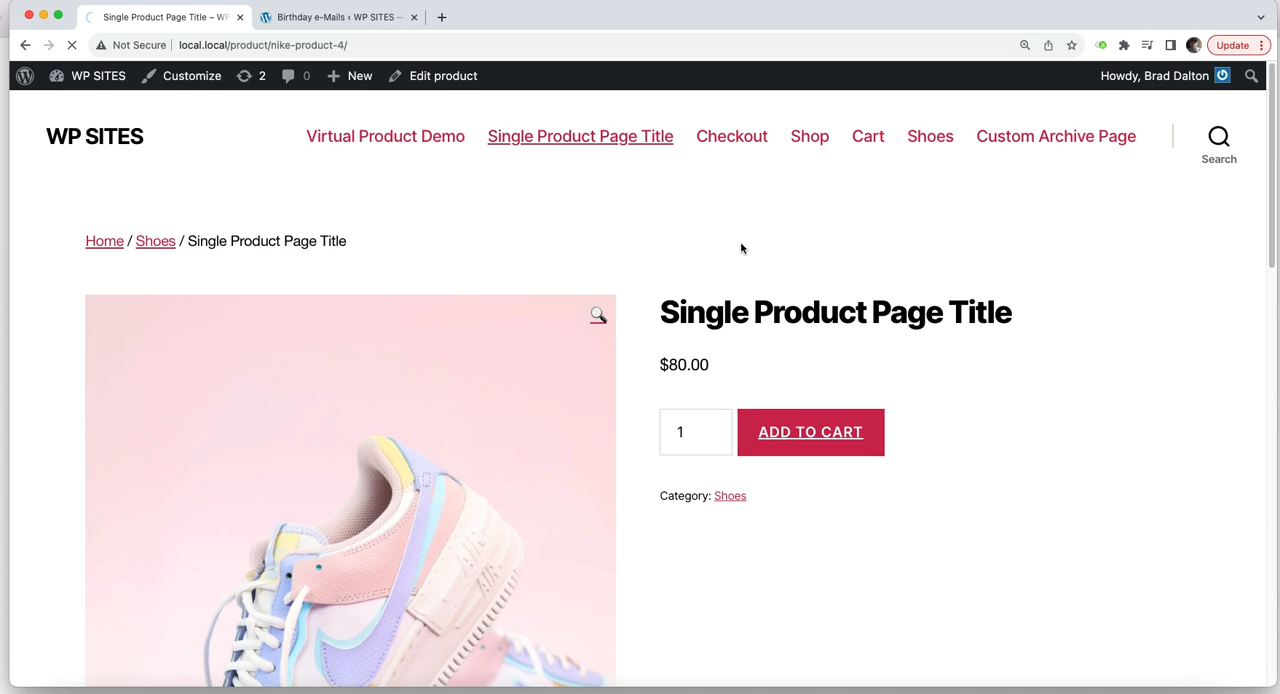 Single Product Page Title – WP
Birthday e-Mails ‹ WP SITES —
Not Secure
local.local/product/nike-product-4/
Update
WP SITES
Customize
2
0
New
Edit product
Howdy, Brad Dalton
WP SITES
Virtual Product Demo
Single Product Page Title
Checkout
Shop
Cart
Shoes
Custom Archive Page
Search
Home / Shoes / Single Product Page Title
Single Product Page Title
$80.00
1
ADD TO CART
Category: Shoes
AIR